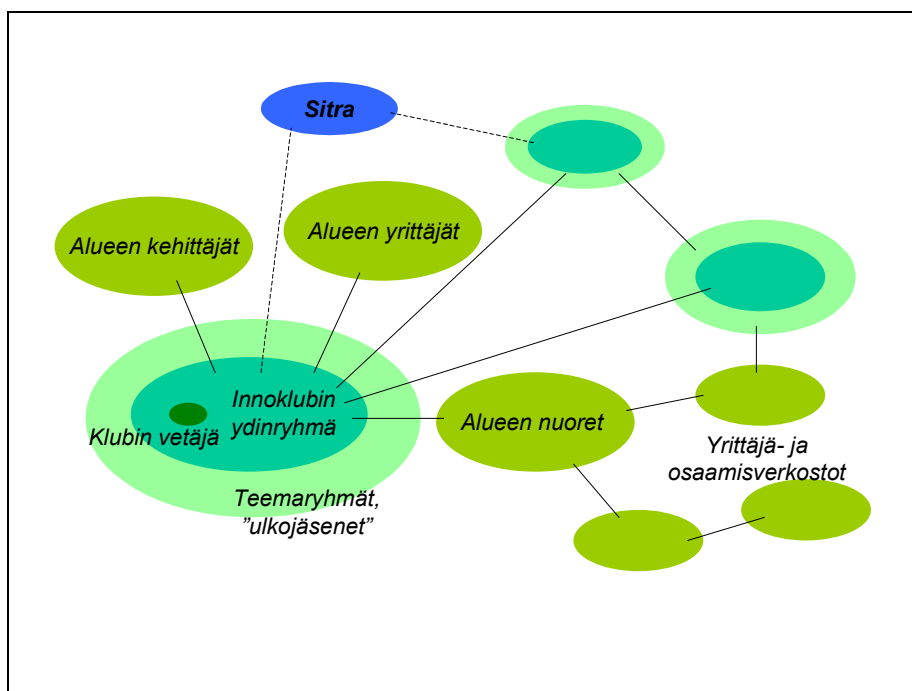 Sitra
Alueen kehittäjät
Alueen yrittäjät
Innoklubin
ydinryhmä
Klubin vetäjä
Alueen nuoret
Yrittäjä- ja
osaamisverkostot
Teemaryhmät,
”ulkojäsenet”